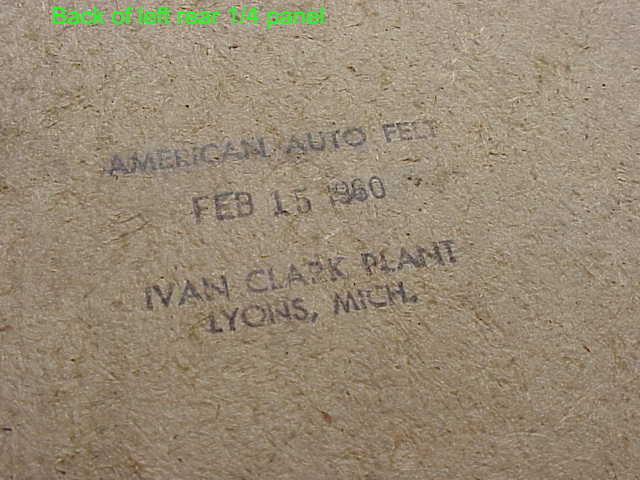 Back of left rear 1/4 panel
AMERICAN AUTO FELT
FEB 15 1960
IVAN CLARK PLANT
LYONS, MICH.